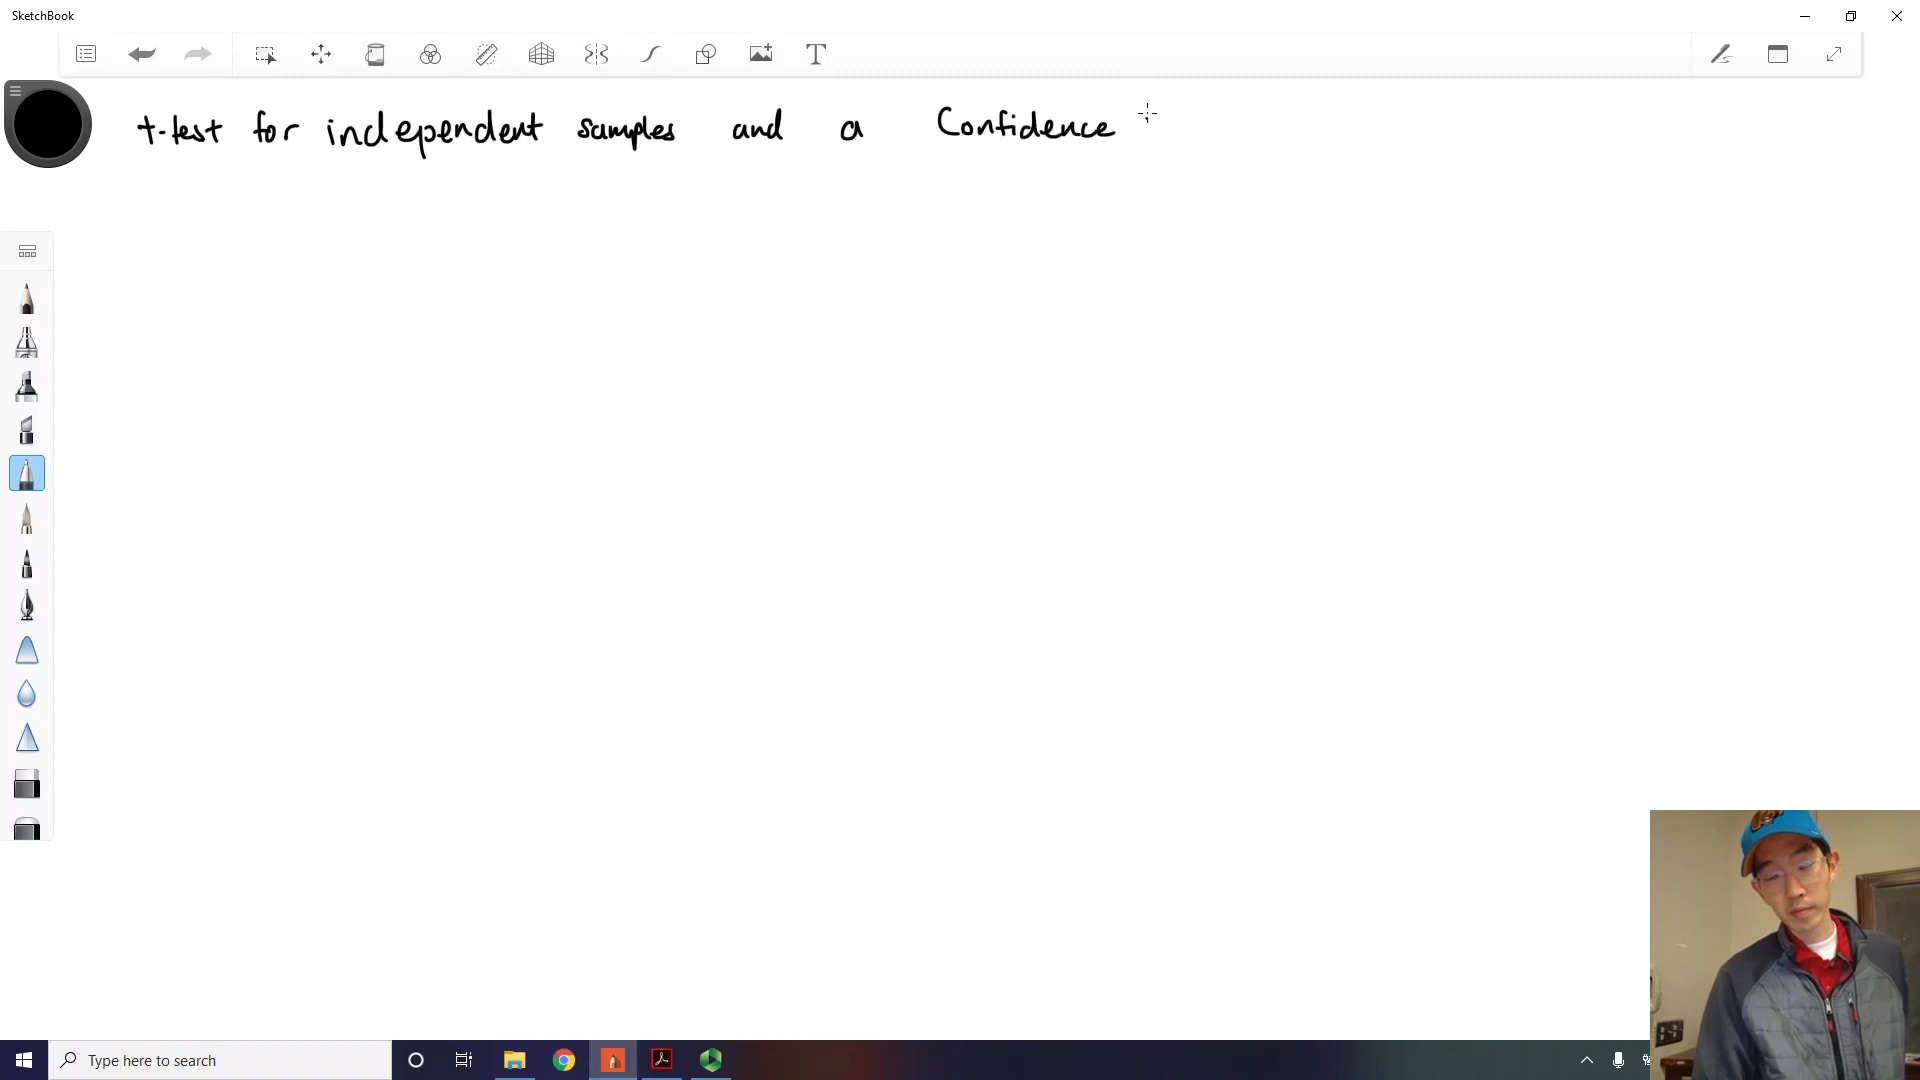 SketchBook
t-test for independent samples and a Confidence
Type here to search